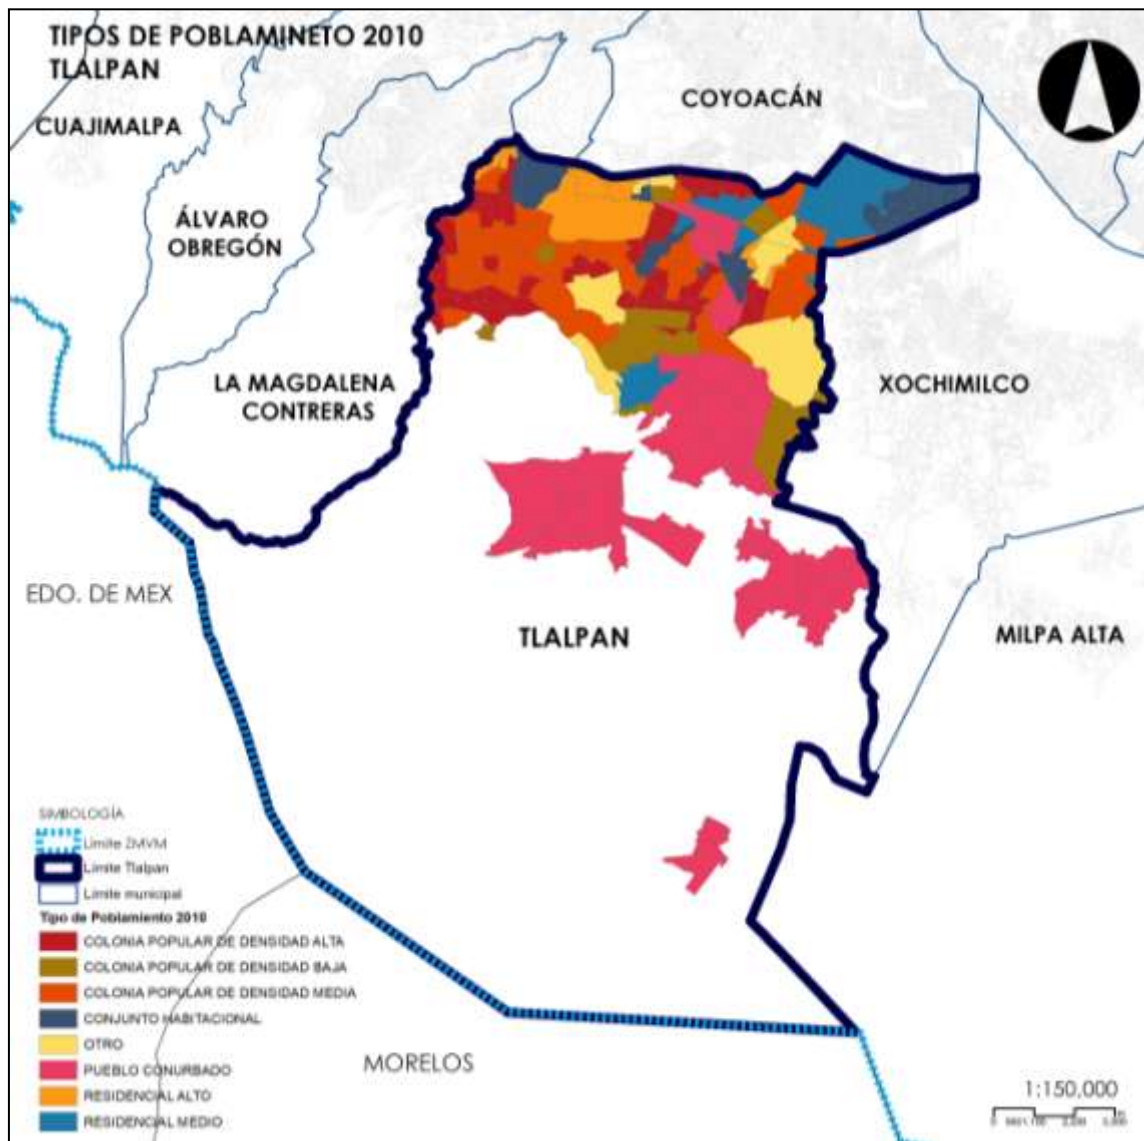 TIPOS DE POBLAMINETO 2010
TLALPAN
CUAJIMALPA
COYOACÁN
ÁLVARO
OBREGÓN
LA MAGDALENA
CONTRERAS
XOCHIMILCO
EDO. DE MEX
TLALPAN
MILPA ALTA
MORELOS
SIMBOLOGÍA
Límite ZMVM
Límite Tlalpan
Límite municipal
Tipo de Poblamiento 2010
COLONIA POPULAR DE DENSIDAD ALTA
COLONIA POPULAR DE DENSIDAD BAJA
COLONIA POPULAR DE DENSIDAD MEDIA
CONJUNTO HABITACIONAL
OTRO
PUEBLO CONURBADO
RESIDENCIAL ALTO
RESIDENCIAL MEDIO
1:150,000
0